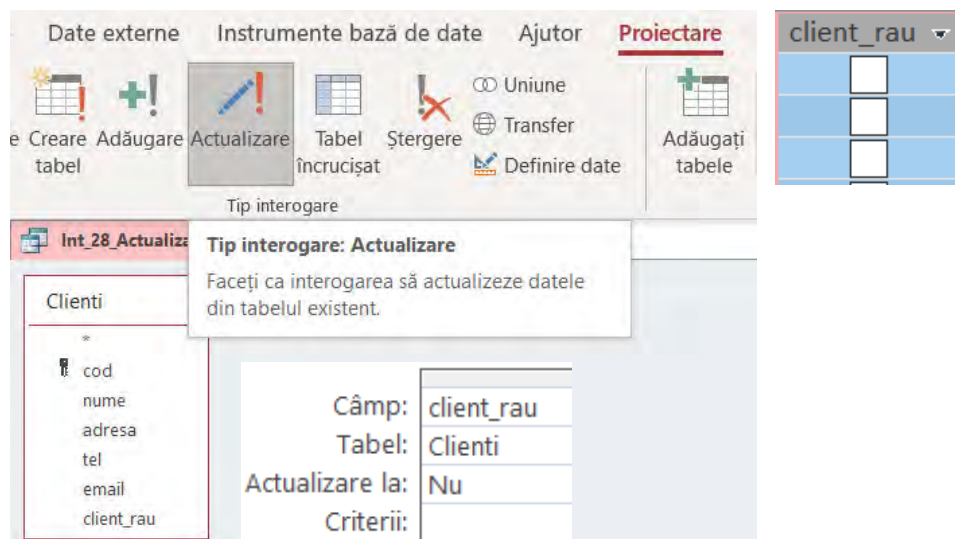 Date externe Instrumente bază de date Ajutor Proiectare
Uniune
Transfer
Definire date
e Creare tabel
Adăugare
Actualizare
Tabel încrucișat
Ștergere
Adăugați tabele
Tip interogare
client_rau
Int_28_Actualiza
Tip interogare: Actualizare
Faceți ca interogarea să actualizeze datele
din tabelul existent.
Clienti
*
cod
nume
adresa
tel
email
client_rau
Câmp: client_rau
Tabel: Clienti
Actualizare la: Nu
Criterii: